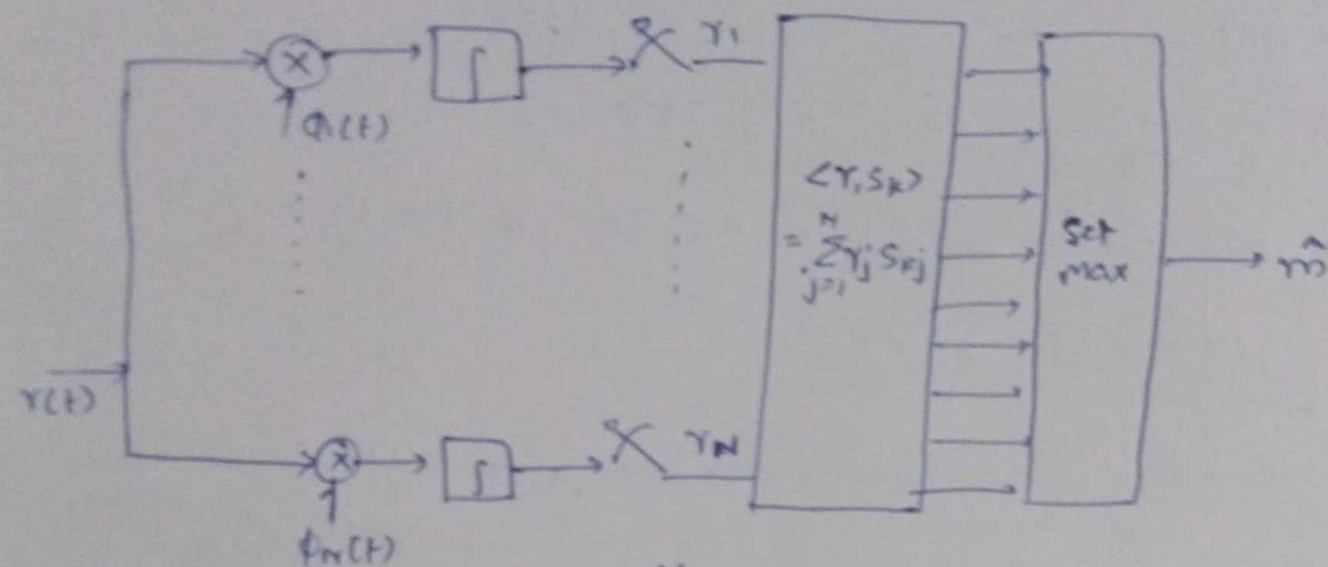 r1
φ1(t)
<r,sk>
= N∑j=1 rj skj
Set
max
m̂
r(t)
rN
φN(t)